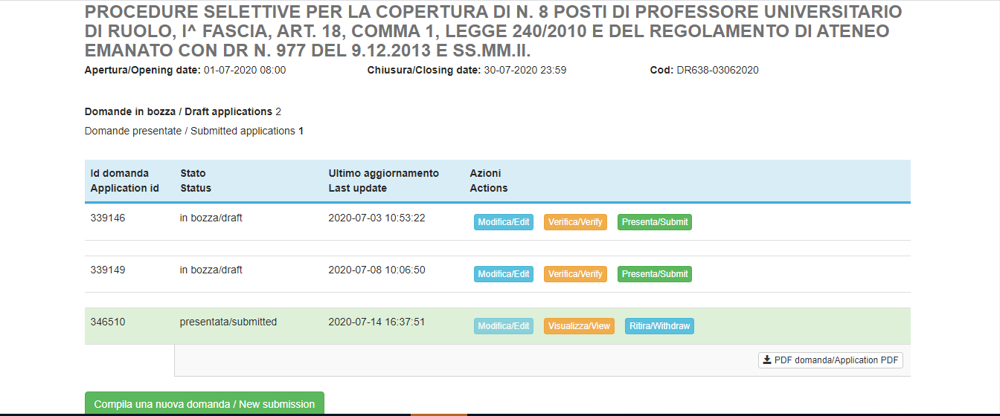 PROCEDURE SELETTIVE PER LA COPERTURA DI N. 8 POSTI DI PROFESSORE UNIVERSITARIO
DI RUOLO, I^ FASCIA, ART. 18, COMMA 1, LEGGE 240/2010 E DEL REGOLAMENTO DI ATENEO
EMANATO CON DR N. 977 DEL 9.12.2013 E SS.MM.II.
Apertura/Opening date: 01-07-2020 08:00 Chiusura/Closing date: 30-07-2020 23:59 Cod: DR638-03062020
Domande in bozza / Draft applications 2
Domande presentate / Submitted applications 1
Id domanda Stato Ultimo aggiornamento Azioni
Application id Status Last update Actions
339146 in bozza/draft 2020-07-03 10:53:22 Modifica/Edit Verifica/Verify Presenta/Submit
339149 in bozza/draft 2020-07-08 10:06:50 Modifica/Edit Verifica/Verify Presenta/Submit
346510 presentata/submitted 2020-07-14 16:37:51 Modifica/Edit Visualizza/View Ritira/Withdraw
PDF domanda/Application PDF
Compila una nuova domanda / New submission